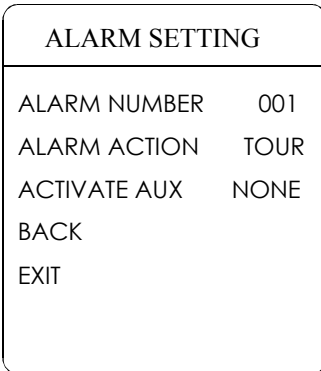 ALARM SETTING
ALARM NUMBER 001
ALARM ACTION TOUR
ACTIVATE AUX NONE
BACK
EXIT